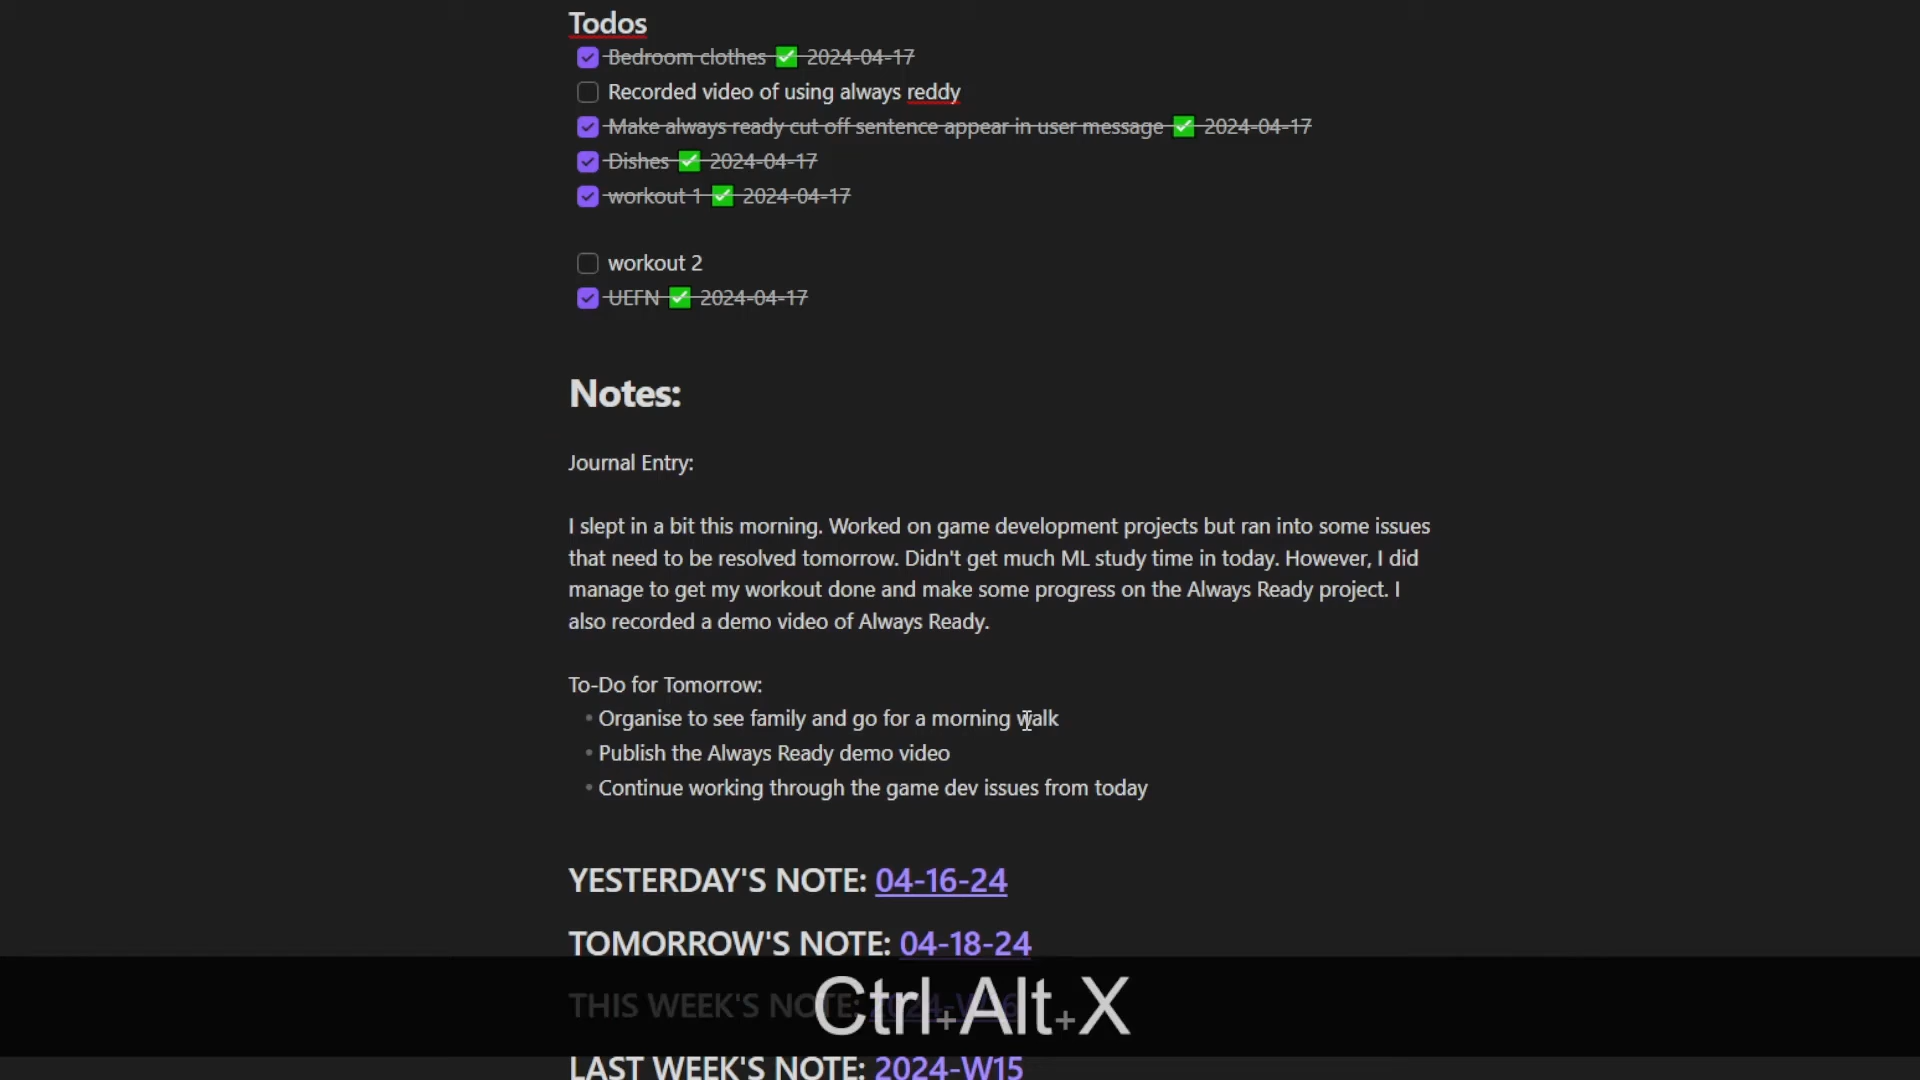 Todos
Bedroom clothes ✅ 2024-04-17
Recorded video of using always reddy
Make always ready cut off sentence appear in user message ✅ 2024-04-17
Dishes ✅ 2024-04-17
workout 1 ✅ 2024-04-17
workout 2
UEFN ✅ 2024-04-17
Notes:
Journal Entry:
I slept in a bit this morning. Worked on game development projects but ran into some issues
that need to be resolved tomorrow. Didn't get much ML study time in today. However, I did
manage to get my workout done and make some progress on the Always Ready project. I
also recorded a demo video of Always Ready.
To-Do for Tomorrow:
• Organise to see family and go for a morning walk
• Publish the Always Ready demo video
• Continue working through the game dev issues from today
YESTERDAY'S NOTE: 04-16-24
TOMORROW'S NOTE: 04-18-24
THIS WEEK'S NOTE:
Ctrl+Alt+X
LAST WEEK'S NOTE: 2024-W15